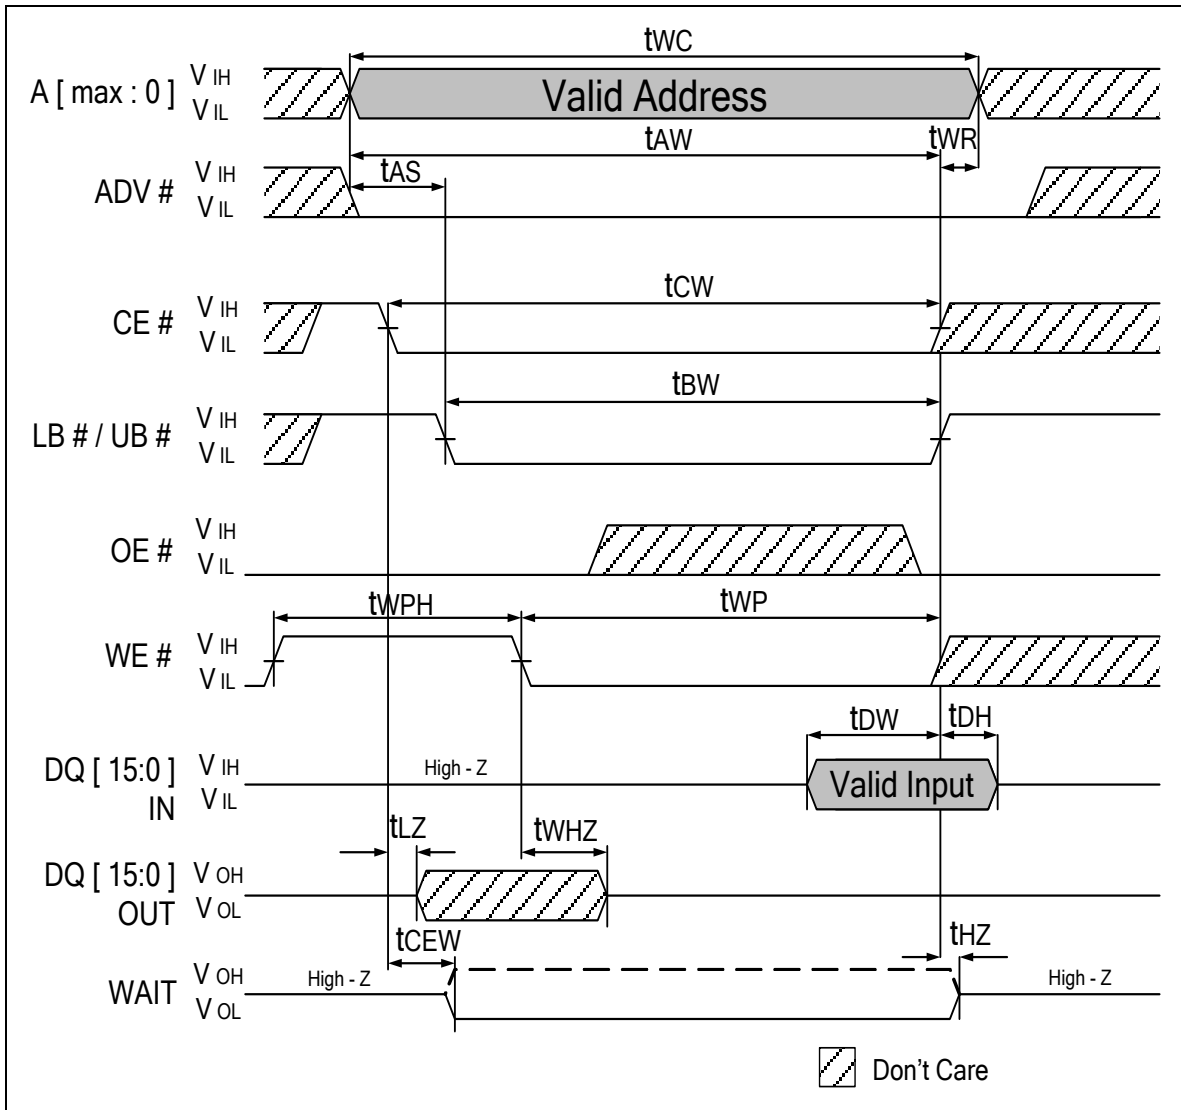 tWC
A [ max : 0 ] V IH
V IL
Valid Address
tAW
tWR
tAS
ADV # V IH
V IL
tCW
CE # V IH
V IL
tBW
LB # / UB # V IH
V IL
OE # V IH
V IL
tWPH
tWP
WE # V IH
V IL
tDW
tDH
DQ [ 15:0 ] V IH
IN V IL
High - Z
Valid Input
tLZ
tWHZ
DQ [ 15:0 ] V OH
OUT V OL
tCEW
tHZ
WAIT V OH
V OL
High - Z
High - Z
Don't Care